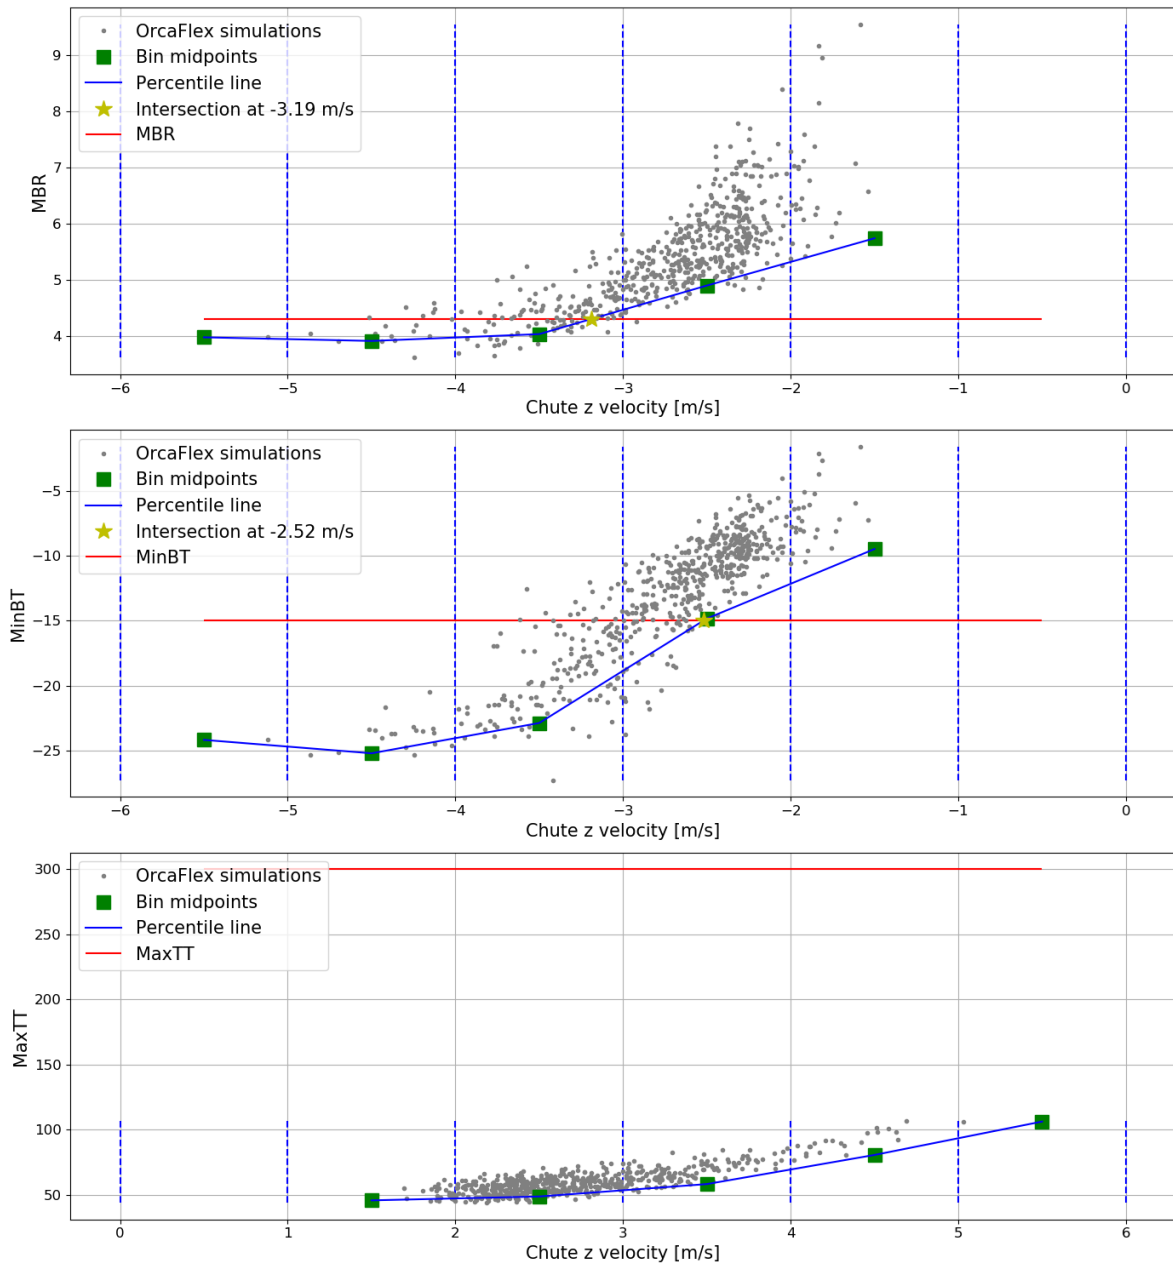 OrcaFlex simulations
Bin midpoints
Percentile line
Intersection at -3.19 m/s
MBR
9
8
7
6
5
4
MBR
−6 −5 −4 −3 −2 −1 0
Chute z velocity [m/s]
OrcaFlex simulations
Bin midpoints
Percentile line
Intersection at -2.52 m/s
MinBT
−5
−10
−15
−20
−25
MinBT
−6 −5 −4 −3 −2 −1 0
Chute z velocity [m/s]
OrcaFlex simulations
Bin midpoints
Percentile line
MaxTT
300
250
200
150
100
50
MaxTT
0 1 2 3 4 5 6
Chute z velocity [m/s]